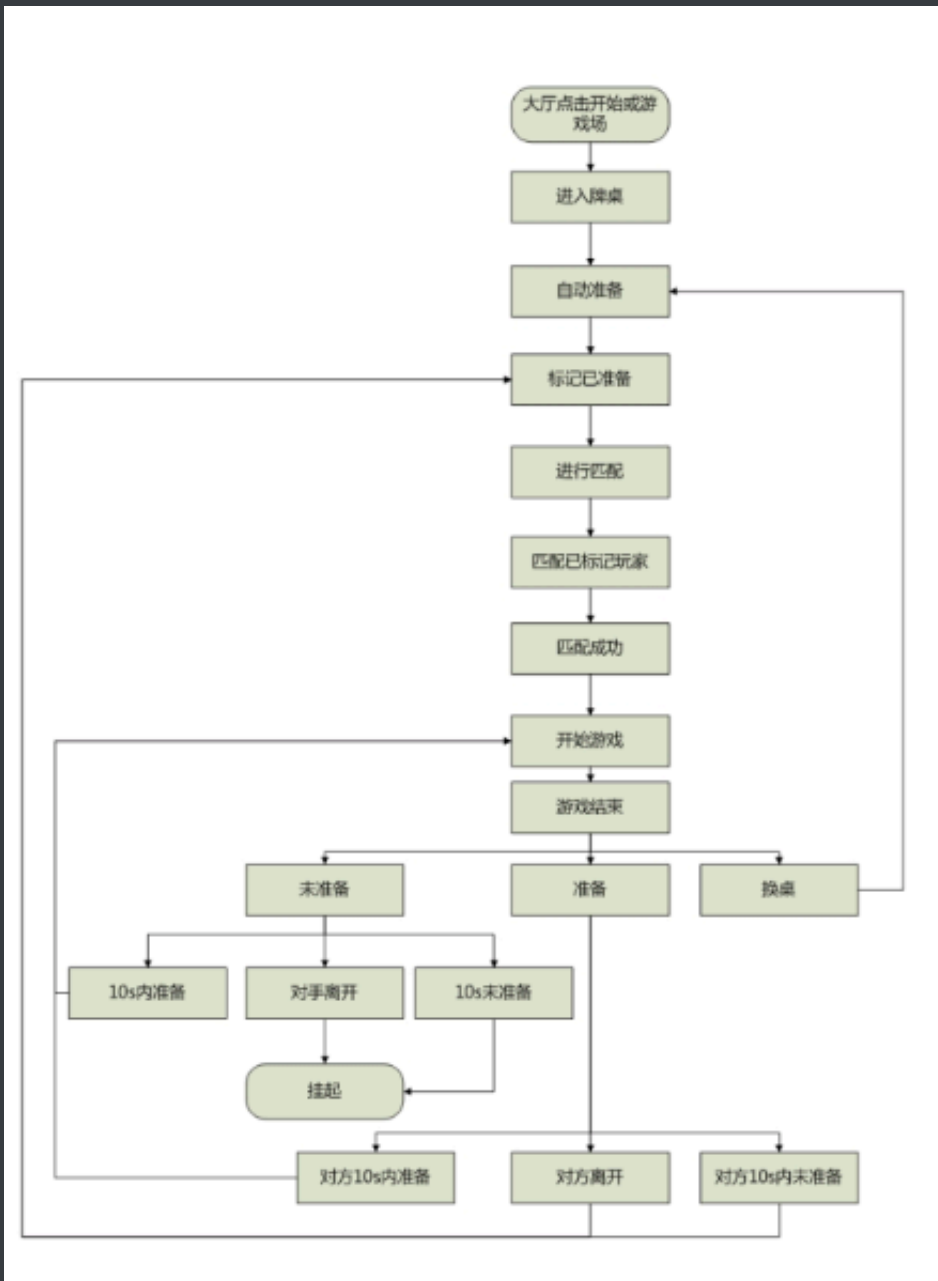 大厅点击开始或游
戏场
进入牌桌
自动准备
标记已准备
进行匹配
匹配已标记玩家
匹配成功
开始游戏
游戏结束
末准备
准备
换桌
10s内准备
对手离开
10s末准备
挂起
对方10s内准备
对方离开
对方10s内末准备